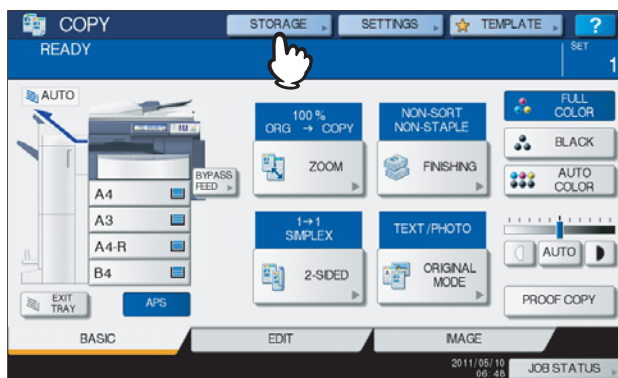 COPY
STORAGE
SETTINGS
TEMPLATE
?
READY
SET
1
AUTO
100 %
ORG → COPY
NON-SORT
NON-STAPLE
FULL
COLOR
BLACK
AUTO
COLOR
ZOOM
FINISHING
BYPASS
FEED
A4
A3
A4-R
B4
1→1
SIMPLEX
TEXT/PHOTO
2-SIDED
ORIGINAL
MODE
AUTO
EXIT
TRAY
APS
PROOF COPY
BASIC
EDIT
IMAGE
2011/05/10
06:46
JOB STATUS